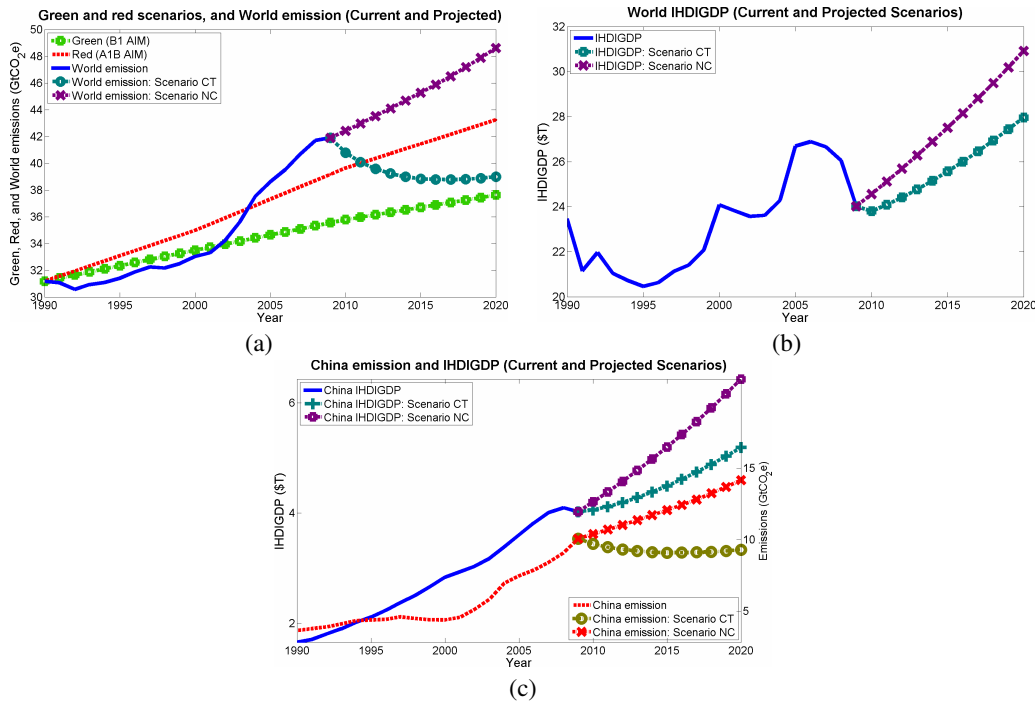 Green and red scenarios, and World emission (Current and Projected)
Green, Red, and World emissions (GtCO2e)
50
48
46
44
42
40
38
36
34
32
30
Green (B1 AIM)
Red (A1B AIM)
World emission
World emission: Scenario CT
World emission: Scenario NC
1990 1995 2000 2005 2010 2015 2020
Year
(a)
World IHDIGDP (Current and Projected Scenarios)
IHDIGDP ($T)
32
30
28
26
24
22
20
IHDIGDP
IHDIGDP: Scenario CT
IHDIGDP: Scenario NC
1990 1995 2000 2005 2010 2015 2020
Year
(b)
China emission and IHDIGDP (Current and Projected Scenarios)
IHDIGDP ($T)
6
4
2
China IHDIGDP
China IHDIGDP: Scenario CT
China IHDIGDP: Scenario NC
Emissions (GtCO2e)
15
10
5
China emission
China emission: Scenario CT
China emission: Scenario NC
1990 1995 2000 2005 2010 2015 2020
Year
(c)